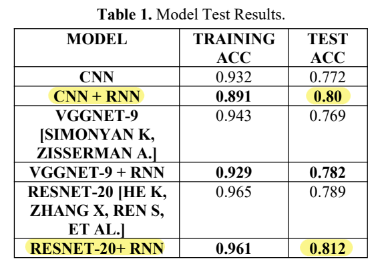 Table 1. Model Test Results.
MODEL TRAINING ACC TEST ACC
CNN 0.932 0.772
CNN + RNN 0.891 0.80
VGGNET-9 [SIMONYAN K, ZISSERMAN A.] 0.943 0.769
VGGNET-9 + RNN 0.929 0.782
RESNET-20 [HE K, ZHANG X, REN S, ET AL.] 0.965 0.789
RESNET-20+ RNN 0.961 0.812